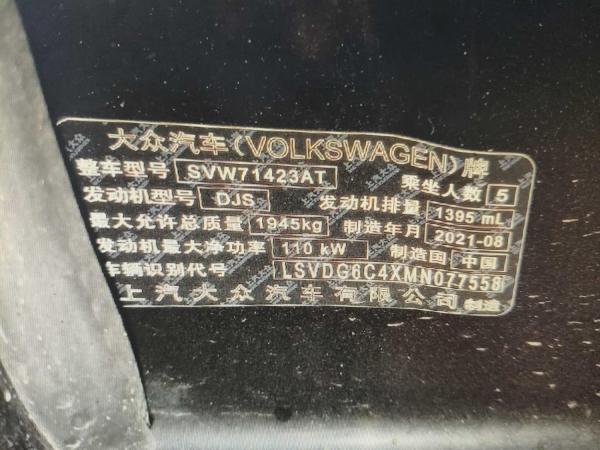 大众汽车(VOLKSWAGEN)牌
整车型号 SVW71423AT 乘坐人数 5
发动机型号 DJS 发动机排量 1395 mL
最大允许总质量 1945kg 制造年月 2021-08
发动机最大净功率 110 kW 制造国 中国
车辆识别代号 LSVDG6C4XMN077558
上汽大众汽车有限公司 制造